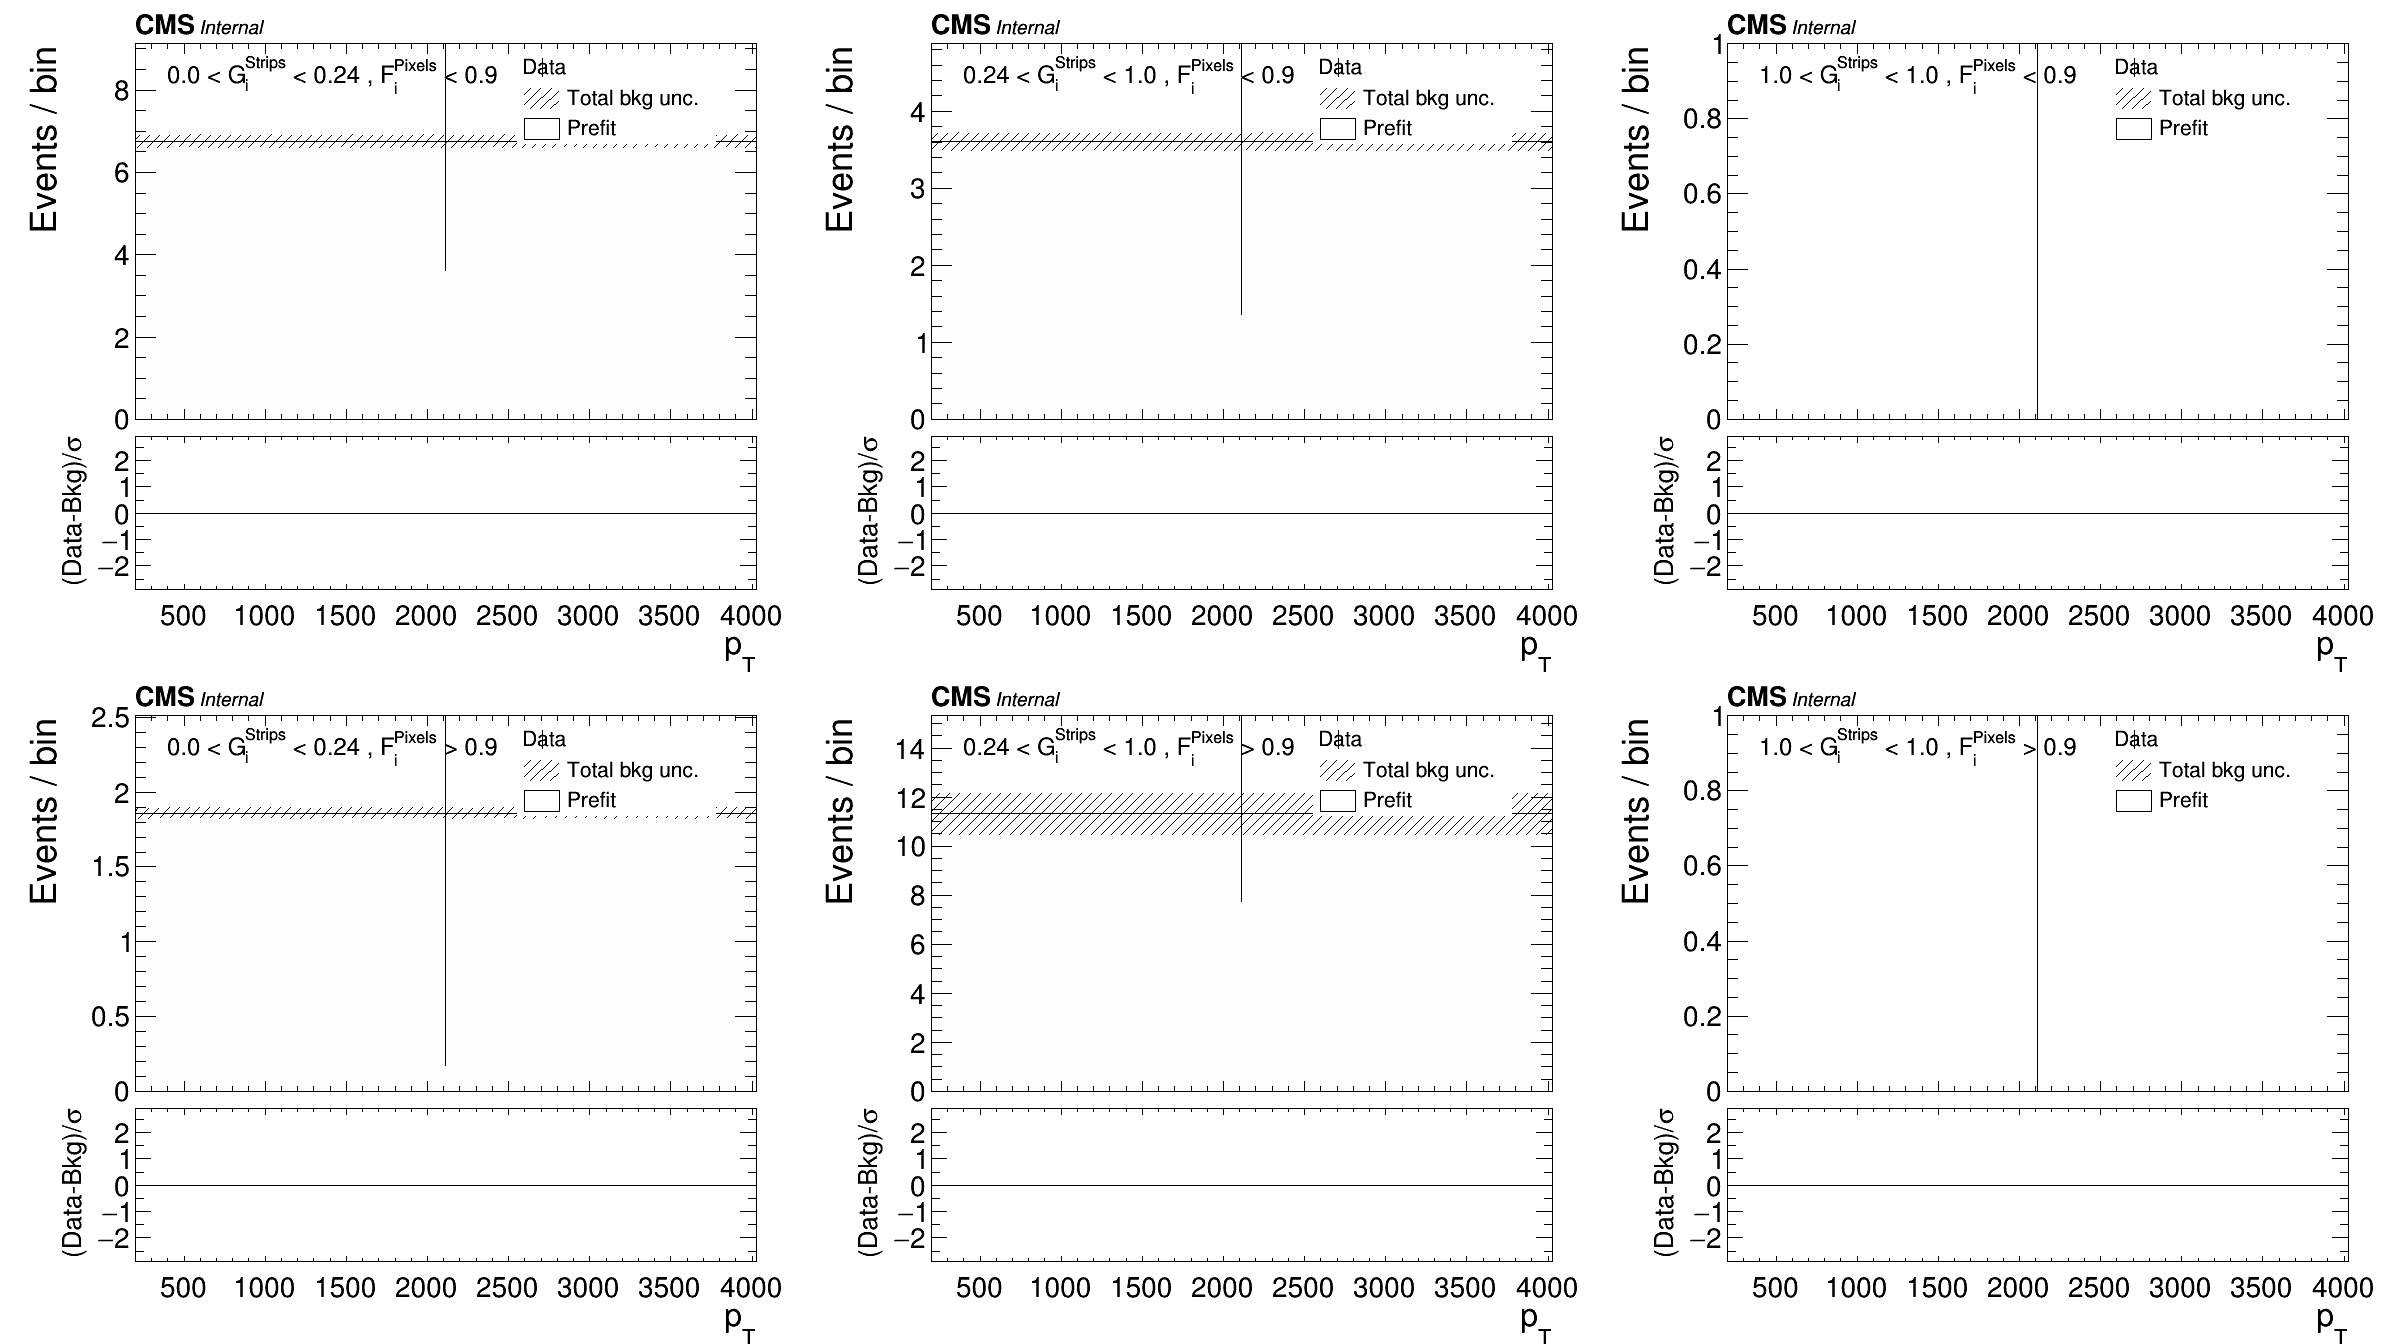 CMS Internal
Events / bin
0.0 < G_i^Strips < 0.24 , F_i^Pixels < 0.9
Data
Total bkg unc.
Prefit
8
6
4
2
0
(Data-Bkg)/σ
2
1
0
−1
−2
500 1000 1500 2000 2500 3000 3500 4000
p_T
CMS Internal
Events / bin
0.24 < G_i^Strips < 1.0 , F_i^Pixels < 0.9
Data
Total bkg unc.
Prefit
4
3
2
1
0
(Data-Bkg)/σ
2
1
0
−1
−2
500 1000 1500 2000 2500 3000 3500 4000
p_T
CMS Internal
Events / bin
1.0 < G_i^Strips < 1.0 , F_i^Pixels < 0.9
Data
Total bkg unc.
Prefit
1
0.8
0.6
0.4
0.2
0
(Data-Bkg)/σ
2
1
0
−1
−2
500 1000 1500 2000 2500 3000 3500 4000
p_T
CMS Internal
Events / bin
0.0 < G_i^Strips < 0.24 , F_i^Pixels > 0.9
Data
Total bkg unc.
Prefit
2.5
2
1.5
1
0.5
0
(Data-Bkg)/σ
2
1
0
−1
−2
500 1000 1500 2000 2500 3000 3500 4000
p_T
CMS Internal
Events / bin
0.24 < G_i^Strips < 1.0 , F_i^Pixels > 0.9
Data
Total bkg unc.
Prefit
14
12
10
8
6
4
2
0
(Data-Bkg)/σ
2
1
0
−1
−2
500 1000 1500 2000 2500 3000 3500 4000
p_T
CMS Internal
Events / bin
1.0 < G_i^Strips < 1.0 , F_i^Pixels > 0.9
Data
Total bkg unc.
Prefit
1
0.8
0.6
0.4
0.2
0
(Data-Bkg)/σ
2
1
0
−1
−2
500 1000 1500 2000 2500 3000 3500 4000
p_T